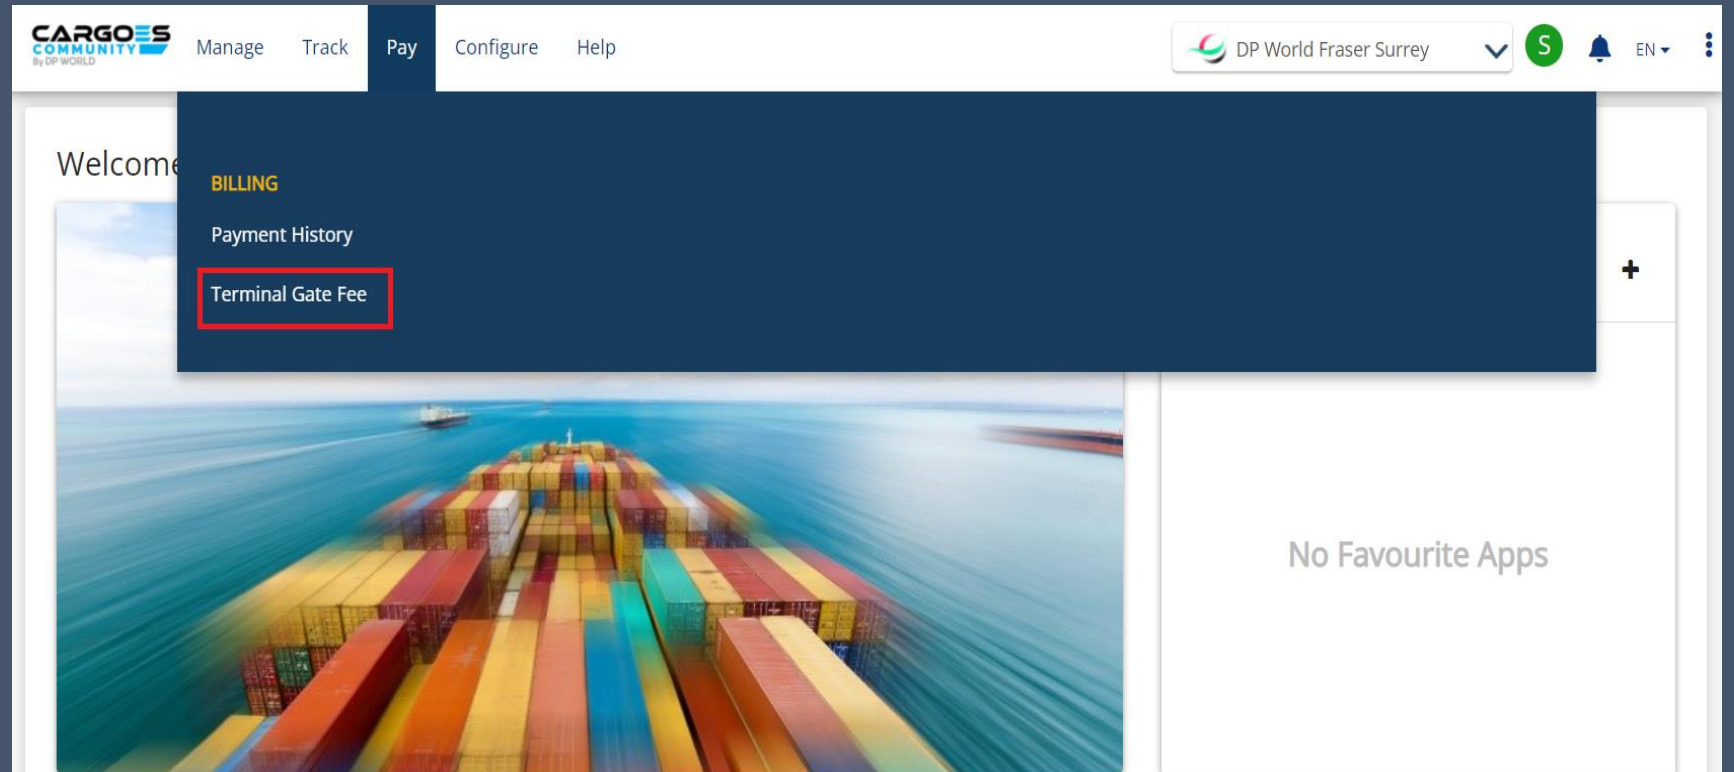 CARGOES
COMMUNITY
By DP WORLD
Manage Track Pay Configure Help
DP World Fraser Surrey
S
EN
Welcome
BILLING
Payment History
Terminal Gate Fee
No Favourite Apps